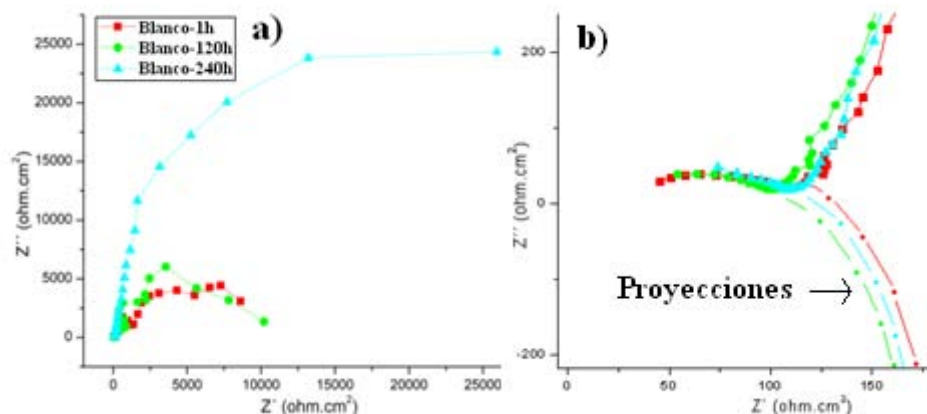 a)
Blanco-1h
Blanco-120h
Blanco-240h
25000
20000
15000
10000
5000
0
Z´´ (ohm.cm²)
0 5000 10000 15000 20000 25000
Z´ (ohm.cm²)
b)
200
0
-200
Z´´ (ohm.cm²)
Proyecciones
0 50 100 150
Z´ (ohm.cm²)